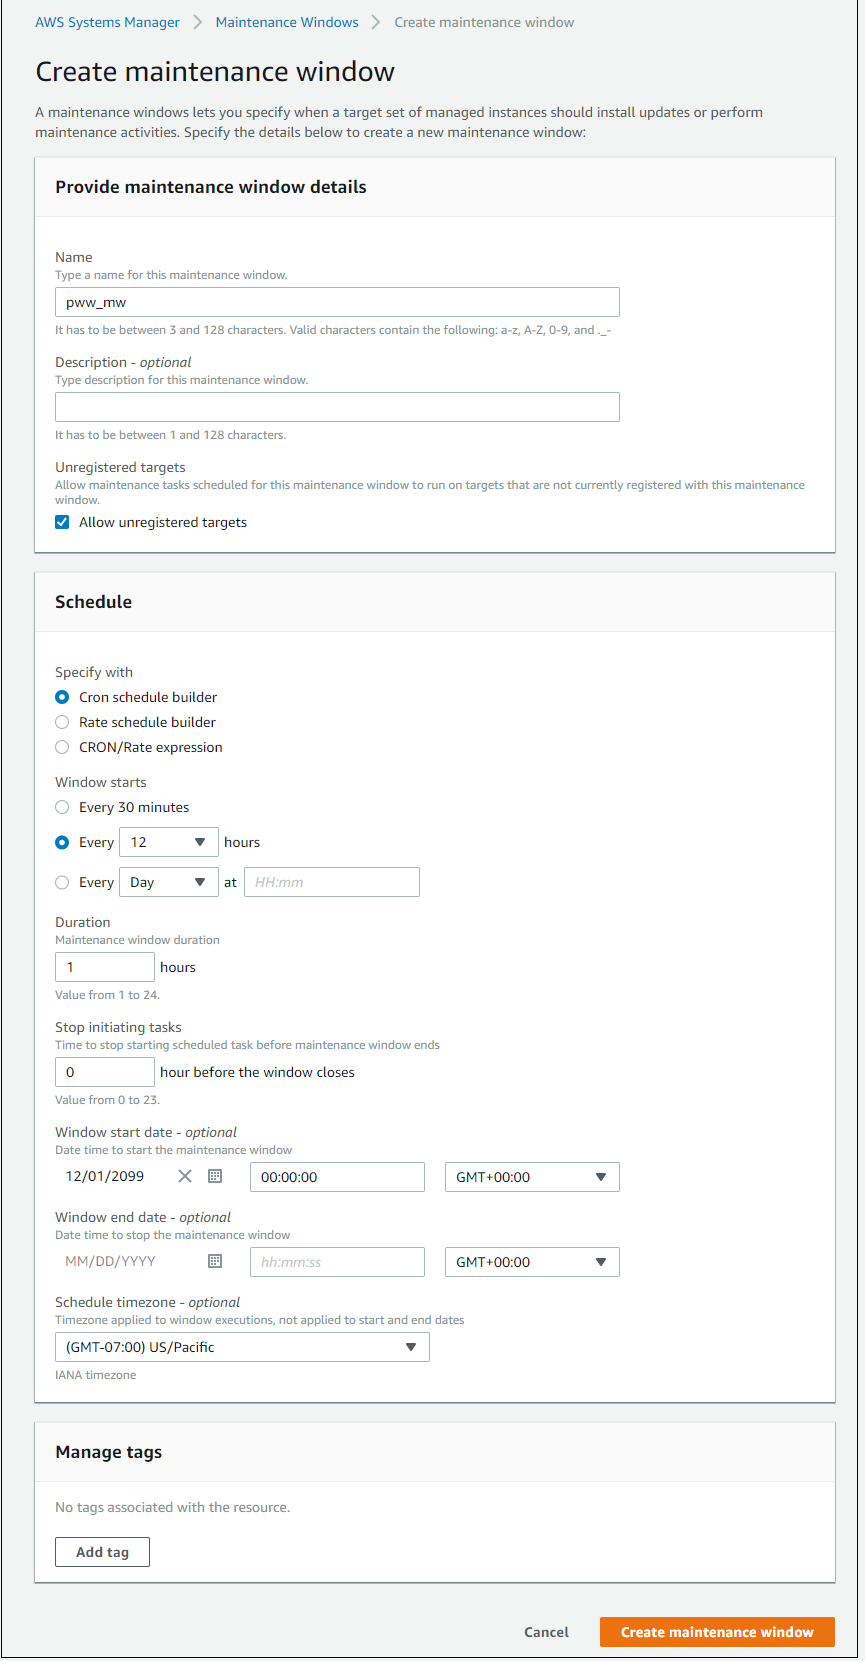 AWS Systems Manager > Maintenance Windows > Create maintenance window
Create maintenance window
A maintenance windows lets you specify when a target set of managed instances should install updates or perform
maintenance activities. Specify the details below to create a new maintenance window:
Provide maintenance window details
Name
Type a name for this maintenance window.
pww_mw
It has to be between 3 and 128 characters. Valid characters contain the following: a-z, A-Z, 0-9, and ._-
Description - optional
Type description for this maintenance window.
It has to be between 1 and 128 characters.
Unregistered targets
Allow maintenance tasks scheduled for this maintenance window to run on targets that are not currently registered with this maintenance
window.
Allow unregistered targets
Schedule
Specify with
Cron schedule builder
Rate schedule builder
CRON/Rate expression
Window starts
Every 30 minutes
Every 12 hours
Every Day at HH:mm
Duration
Maintenance window duration
1 hours
Value from 1 to 24.
Stop initiating tasks
Time to stop starting scheduled task before maintenance window ends
0 hour before the window closes
Value from 0 to 23.
Window start date - optional
Date time to start the maintenance window
12/01/2099 00:00:00 GMT+00:00
Window end date - optional
Date time to stop the maintenance window
MM/DD/YYYY hh:mm:ss GMT+00:00
Schedule timezone - optional
Timezone applied to window executions, not applied to start and end dates
(GMT-07:00) US/Pacific
IANA timezone
Manage tags
No tags associated with the resource.
Add tag
Cancel Create maintenance window